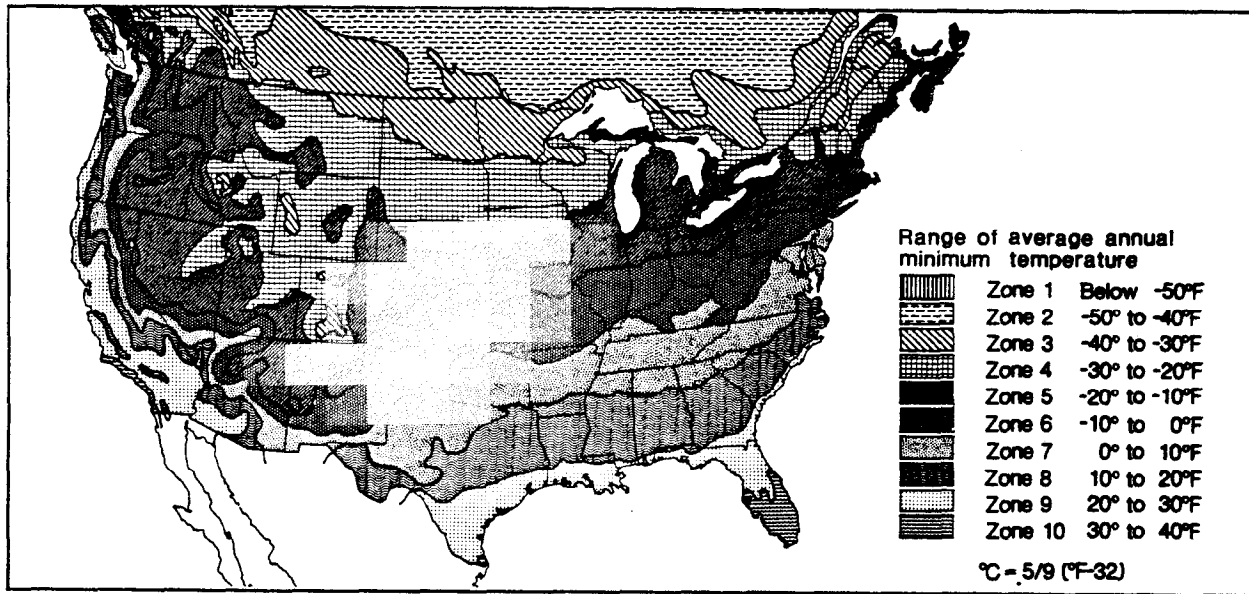 Range of average annual
minimum temperature
Zone 1 Below -50°F
Zone 2 -50° to -40°F
Zone 3 -40° to -30°F
Zone 4 -30° to -20°F
Zone 5 -20° to -10°F
Zone 6 -10° to 0°F
Zone 7 0° to 10°F
Zone 8 10° to 20°F
Zone 9 20° to 30°F
Zone 10 30° to 40°F
°C = 5/9 (°F-32)